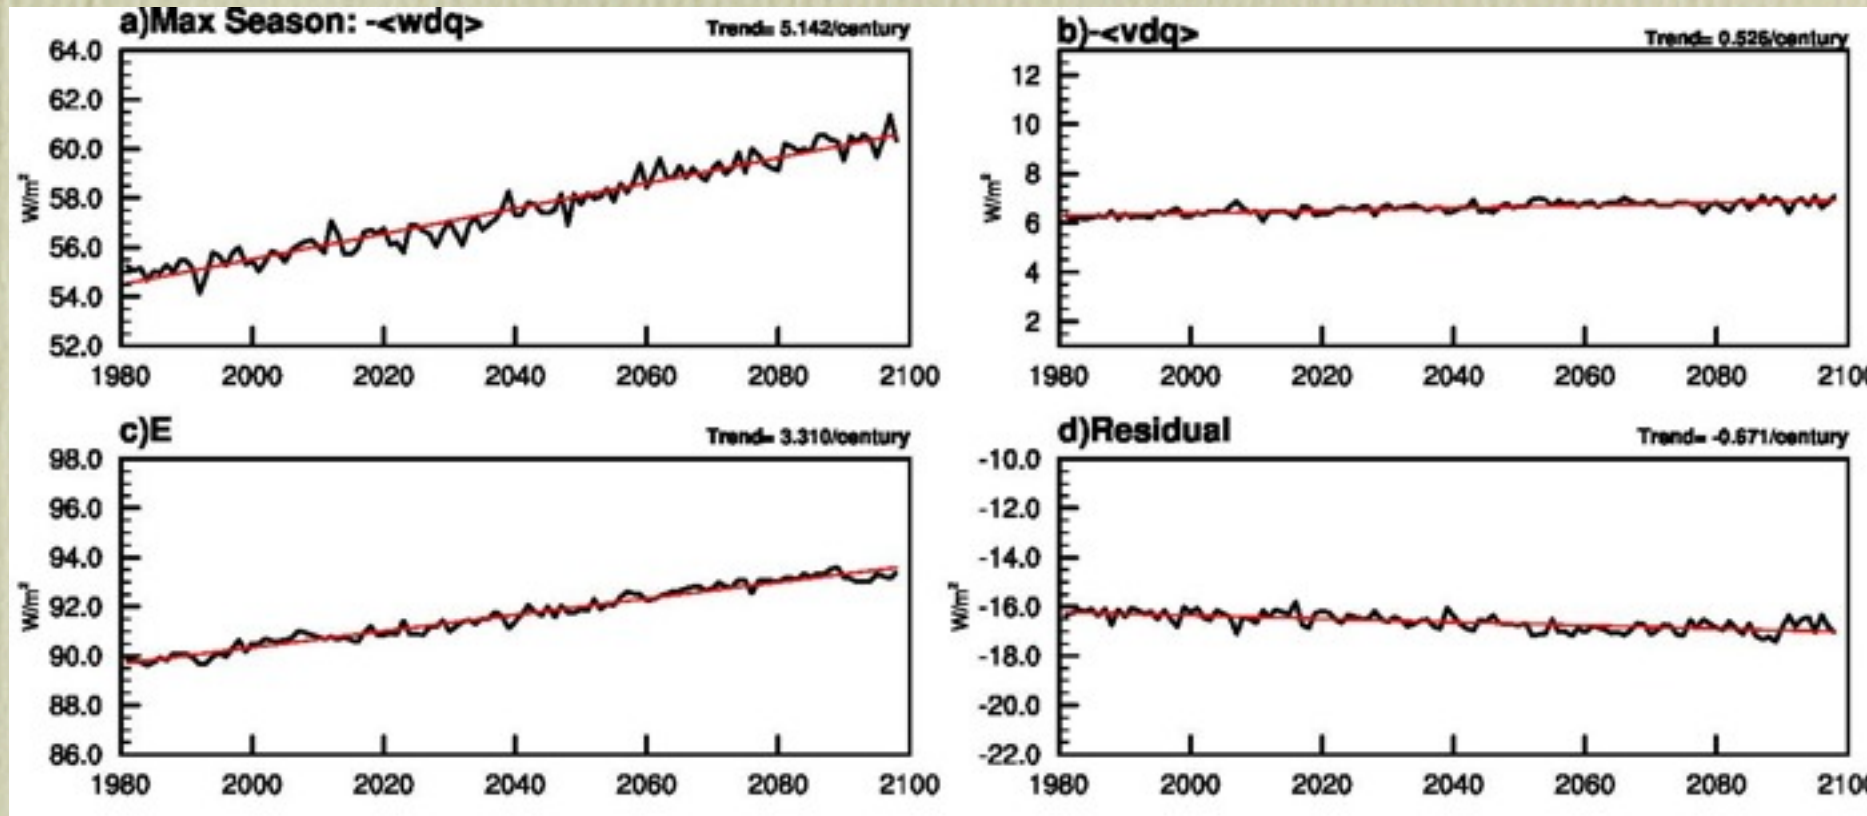 a)Max Season: -<wdq>
Trend= 5.142/century
64.0
62.0
60.0
58.0
56.0
54.0
52.0
W/m²
1980 2000 2020 2040 2060 2080 2100
b)-<vdq>
Trend= 0.526/century
12
10
8
6
4
2
W/m²
1980 2000 2020 2040 2060 2080 210
c)E
Trend= 3.310/century
98.0
96.0
94.0
92.0
90.0
88.0
86.0
W/m²
1980 2000 2020 2040 2060 2080 2100
d)Residual
Trend= -0.671/century
-10.0
-12.0
-14.0
-16.0
-18.0
-20.0
-22.0
W/m²
1980 2000 2020 2040 2060 2080 210